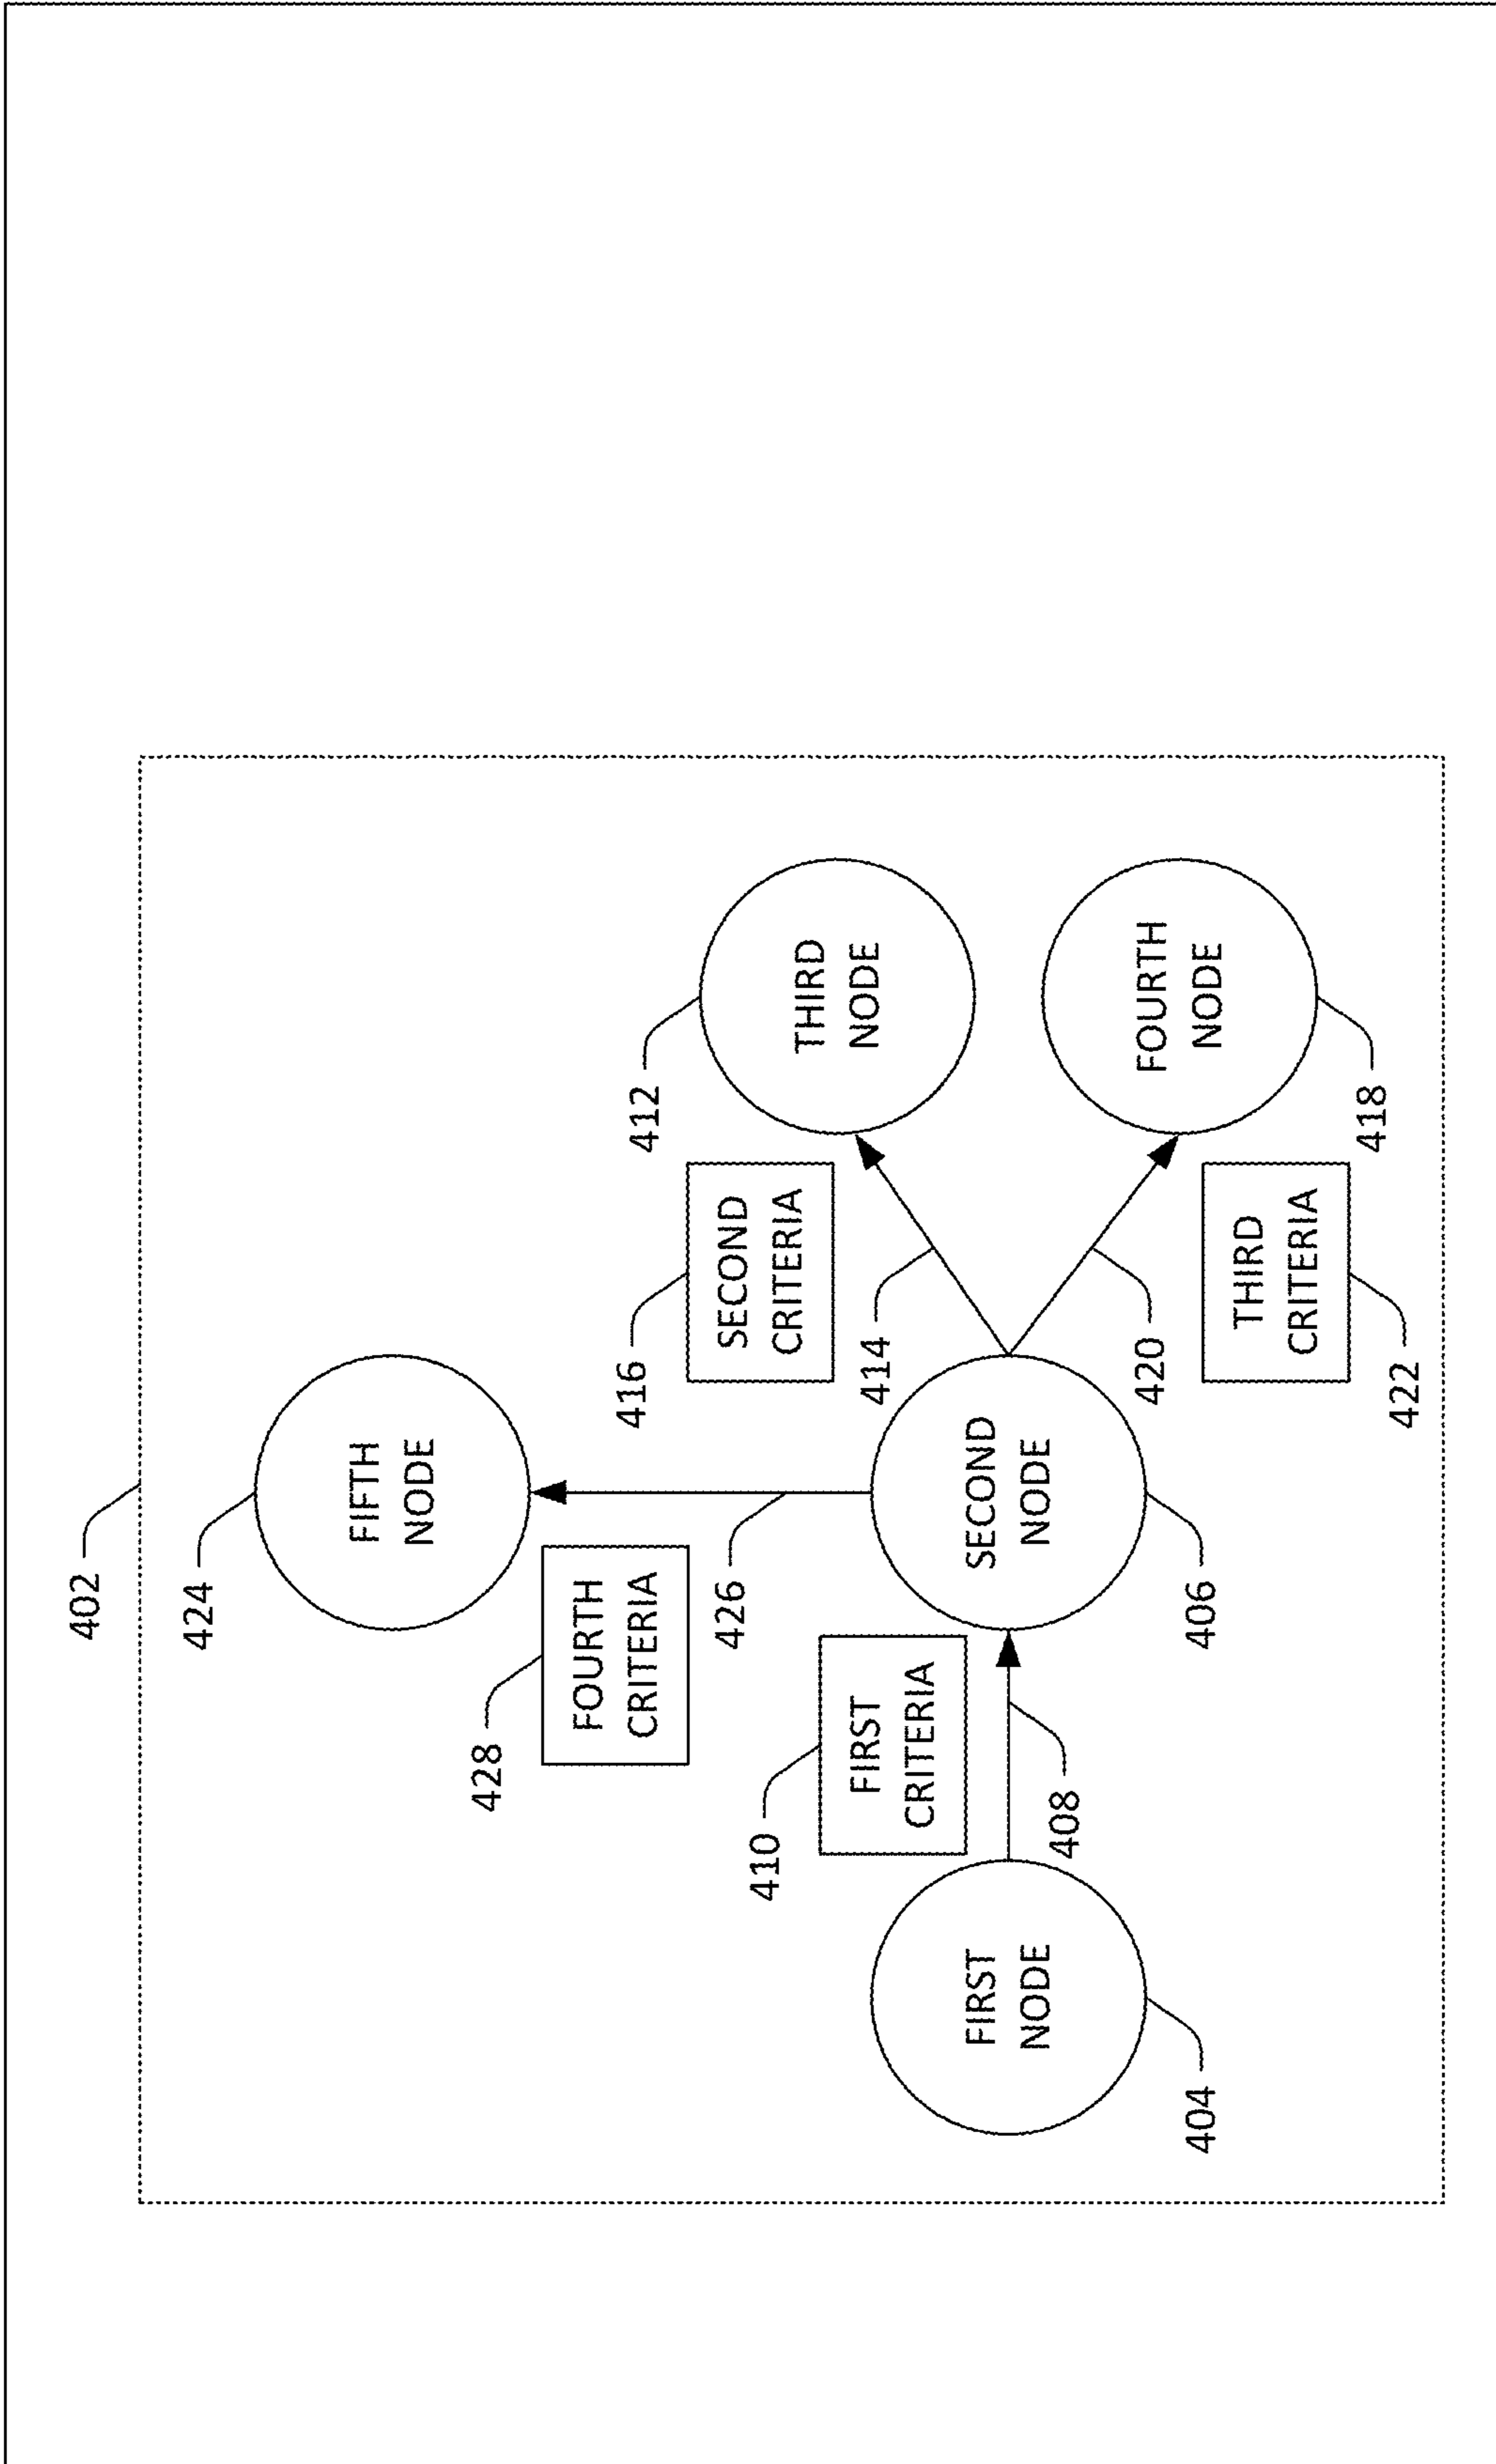 402
424
FIFTH
NODE
428
FOURTH
CRITERIA
426
416
SECOND
CRITERIA
412
THIRD
NODE
410
FIRST
CRITERIA
414
FIRST
NODE
408
SECOND
NODE
420
FOURTH
NODE
404
406
THIRD
CRITERIA
422
418